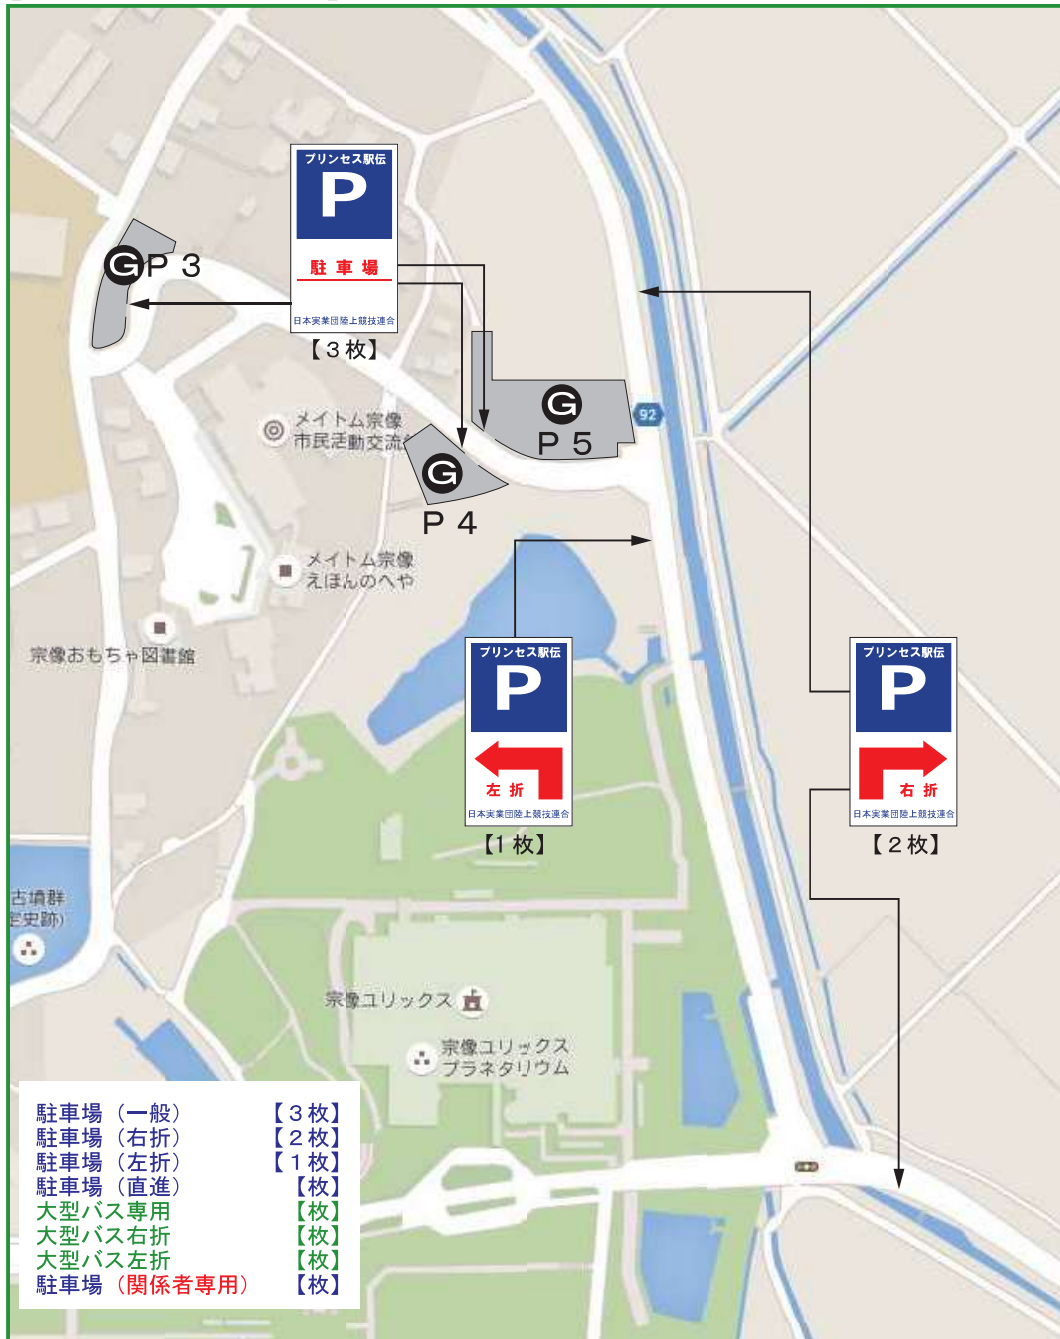 プリンセス駅伝
P
駐車場
日本実業団陸上競技連合
【3枚】
G P 3
92
G
P 5
G
P 4
メイトム宗像
市民活動交流
メイトム宗像
えほんのへや
宗像おもちゃ図書館
プリンセス駅伝
P
左折
日本実業団陸上競技連合
【1枚】
プリンセス駅伝
P
右折
日本実業団陸上競技連合
【2枚】
古墳群
定史跡)
宗像ユリックス
宗像ユリックス
プラネタリウム
駐車場（一般） 【3枚】
駐車場（右折） 【2枚】
駐車場（左折） 【1枚】
駐車場（直進） 【枚】
大型バス専用 【枚】
大型バス右折 【枚】
大型バス左折 【枚】
駐車場（関係者専用） 【枚】